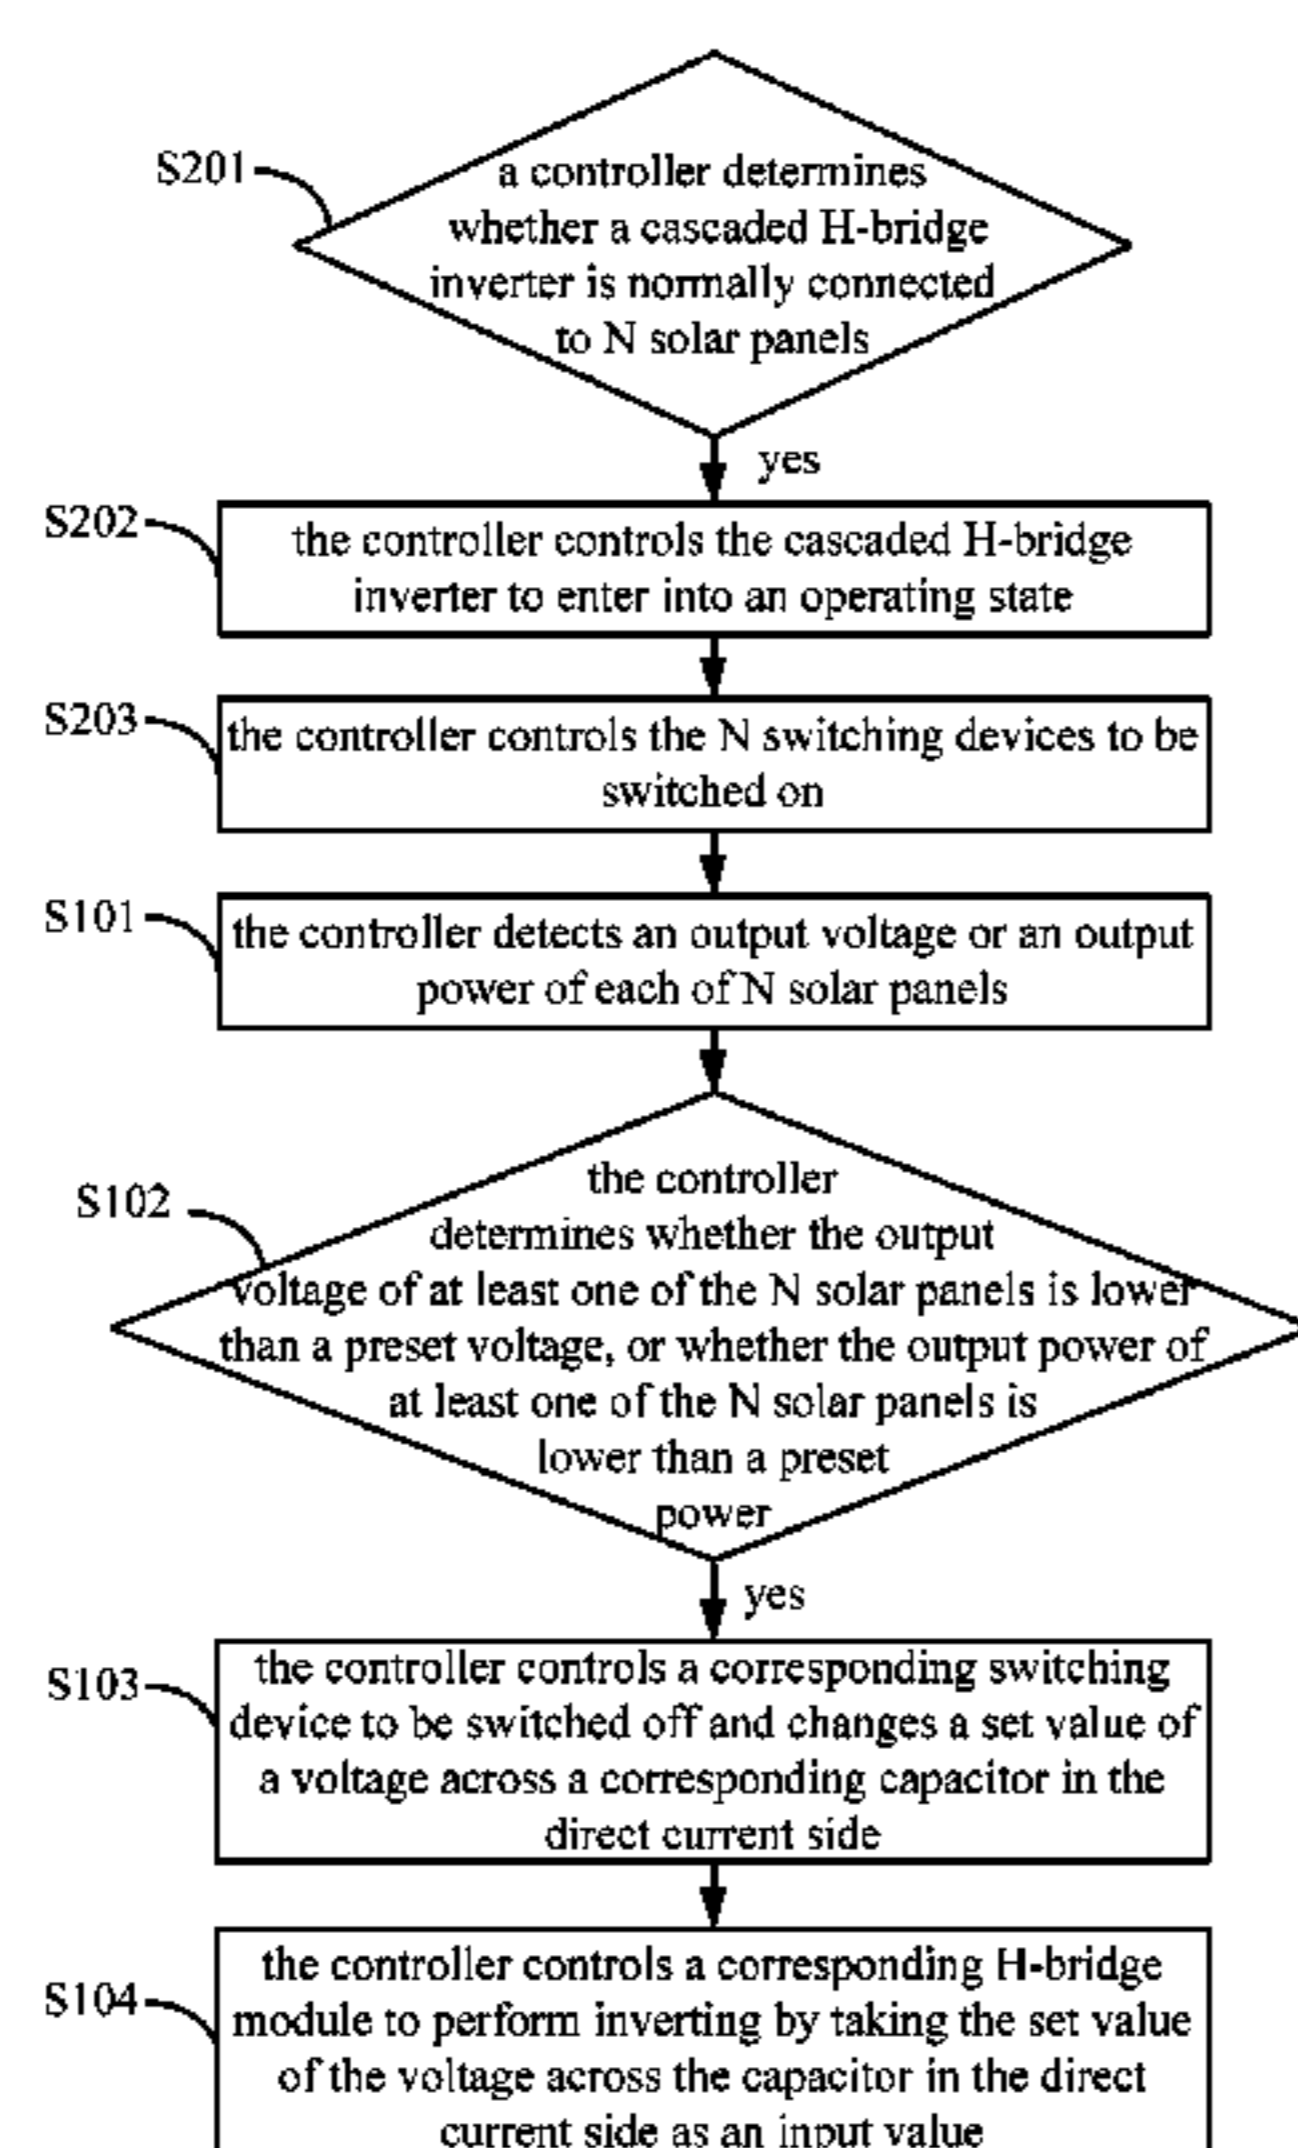 S201
a controller determines
whether a cascaded H-bridge
inverter is normally connected
to N solar panels
yes
S202
the controller controls the cascaded H-bridge
inverter to enter into an operating state
S203
the controller controls the N switching devices to be
switched on
S101
the controller detects an output voltage or an output
power of each of N solar panels
S102
the controller
determines whether the output
voltage of at least one of the N solar panels is lower
than a preset voltage, or whether the output power of
at least one of the N solar panels is
lower than a preset
power
yes
S103
the controller controls a corresponding switching
device to be switched off and changes a set value of
a voltage across a corresponding capacitor in the
direct current side
S104
the controller controls a corresponding H-bridge
module to perform inverting by taking the set value
of the voltage across the capacitor in the direct
current side as an input value